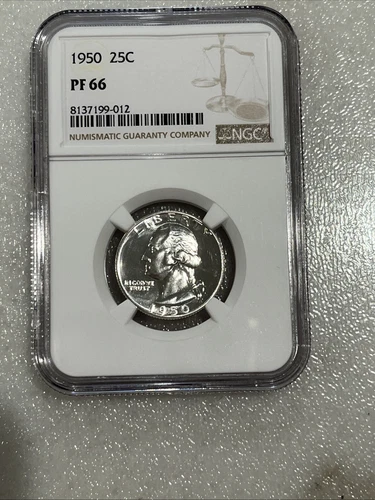 1950 25C
PF 66
8137199-012
NUMISMATIC GUARANTY COMPANY
NGC
LIBERTY
IN GOD WE
TRUST
1950